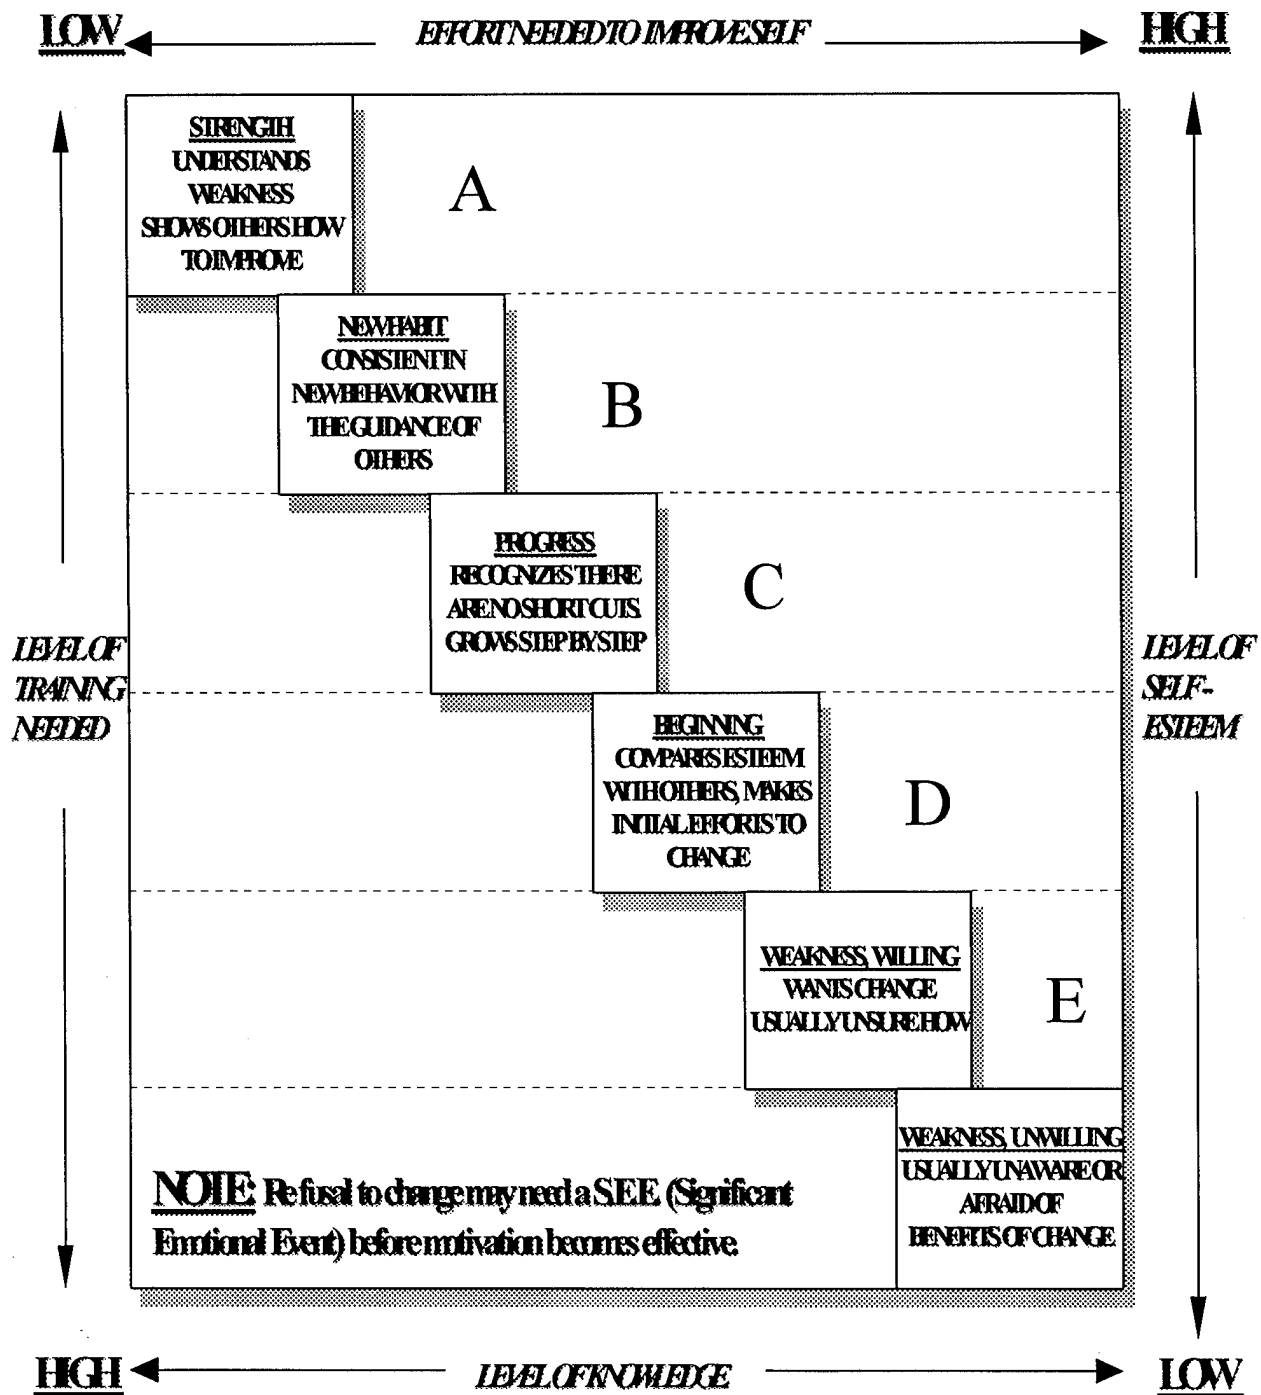 LOW EFFORT NEEDED TO IMPROVE SELF HIGH
STRENGTH
UNDERSTANDS
WEAKNESS
SHOWS OTHERS HOW
TO IMPROVE
A
NEW HABIT
CONSISTENT IN
NEW BEHAVIOR WITH
THE GUIDANCE OF
OTHERS
B
PROGRESS
RECOGNIZES THERE
ARE NO SHORT CUTS.
GROWS STEP BY STEP
C
LEVEL OF
TRAINING
NEEDED
LEVEL OF
SELF-
ESTEEM
BEGINNING
COMPARES ESTEEM
WITH OTHERS, MAKES
INITIAL EFFORTS TO
CHANGE
D
WEAKNESS, WILLING
WANTS CHANGE
USUALLY UNSURE HOW
E
WEAKNESS, UNWILLING
USUALLY UNAWARE OR
AFRAID OF
BENEFITS OF CHANGE
NOTE: Refusal to change may need a S.E.E. (Significant
Emotional Event) before motivation becomes effective.
HIGH LEVEL OF KNOWLEDGE LOW